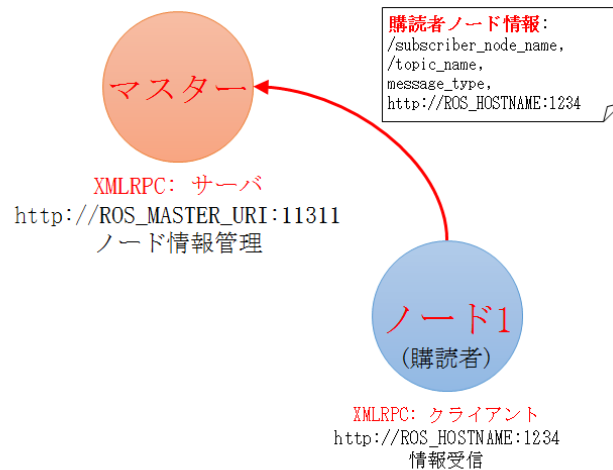 購読者ノード情報:
/subscriber_node_name,
/topic_name,
message_type,
http://ROS_HOSTNAME:1234
マスター
XMLRPC: サーバ
http://ROS_MASTER_URI:11311
ノード情報管理
ノード1
(購読者)
XMLRPC: クライアント
http://ROS_HOSTNAME:1234
情報受信